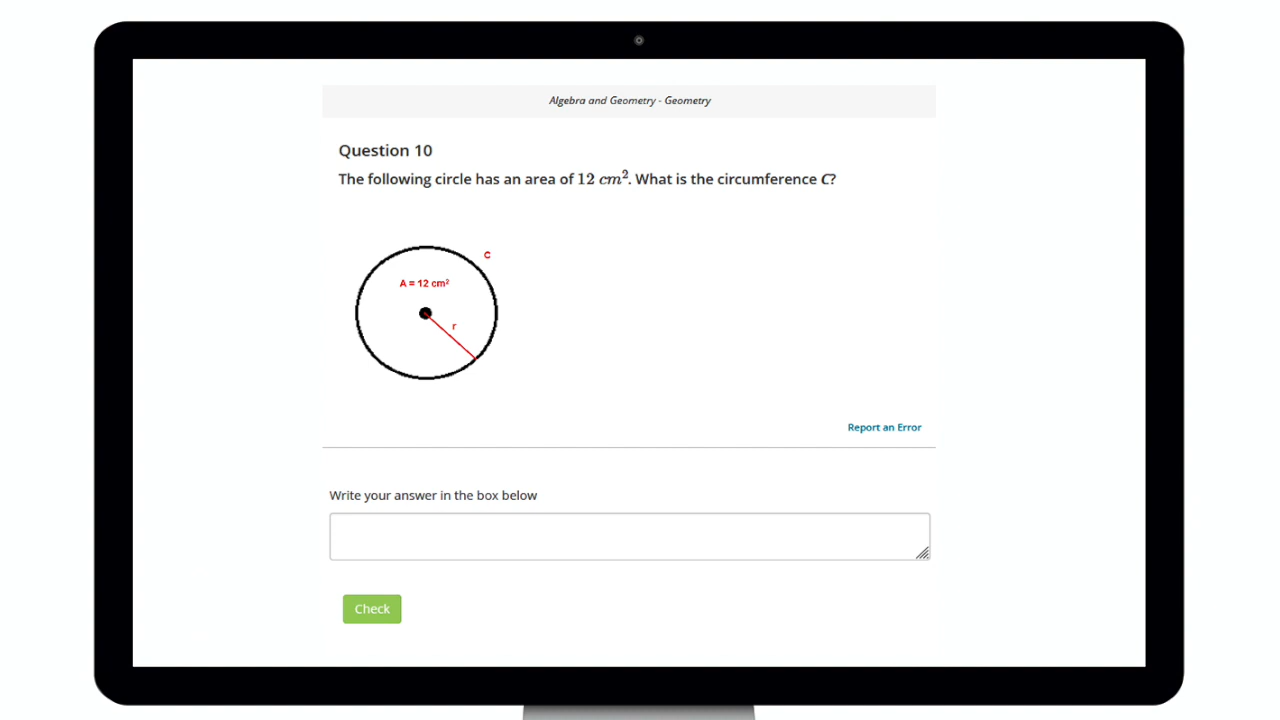 Algebra and Geometry - Geometry
Question 10
The following circle has an area of 12 cm². What is the circumference C?
C
A = 12 cm²
r
Report an Error
Write your answer in the box below
Check